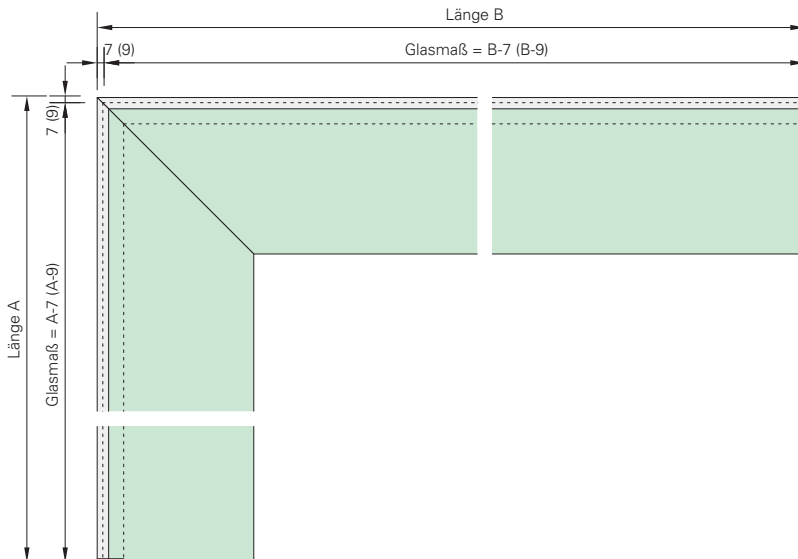 Länge B
7 (9)
Glasmaß = B-7 (B-9)
7 (9)
Glasmaß = A-7 (A-9)
Länge A